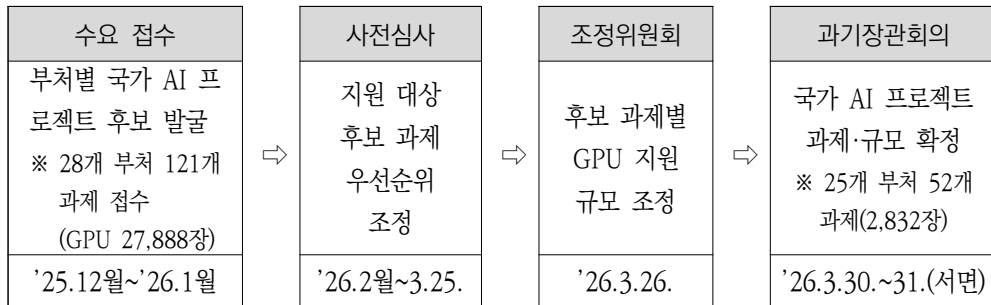 수요 접수
부처별 국가 AI 프
로젝트 후보 발굴
※ 28개 부처 121개
과제 접수
(GPU 27,888장)
’25.12월~’26.1월
⇨
사전심사
지원 대상
후보 과제
우선순위
조정
’26.2월~3.25.
⇨
조정위원회
후보 과제별
GPU 지원
규모 조정
’26.3.26.
⇨
과기장관회의
국가 AI 프로젝트
과제·규모 확정
※ 25개 부처 52개
과제(2,832장)
’26.3.30.~31.(서면)